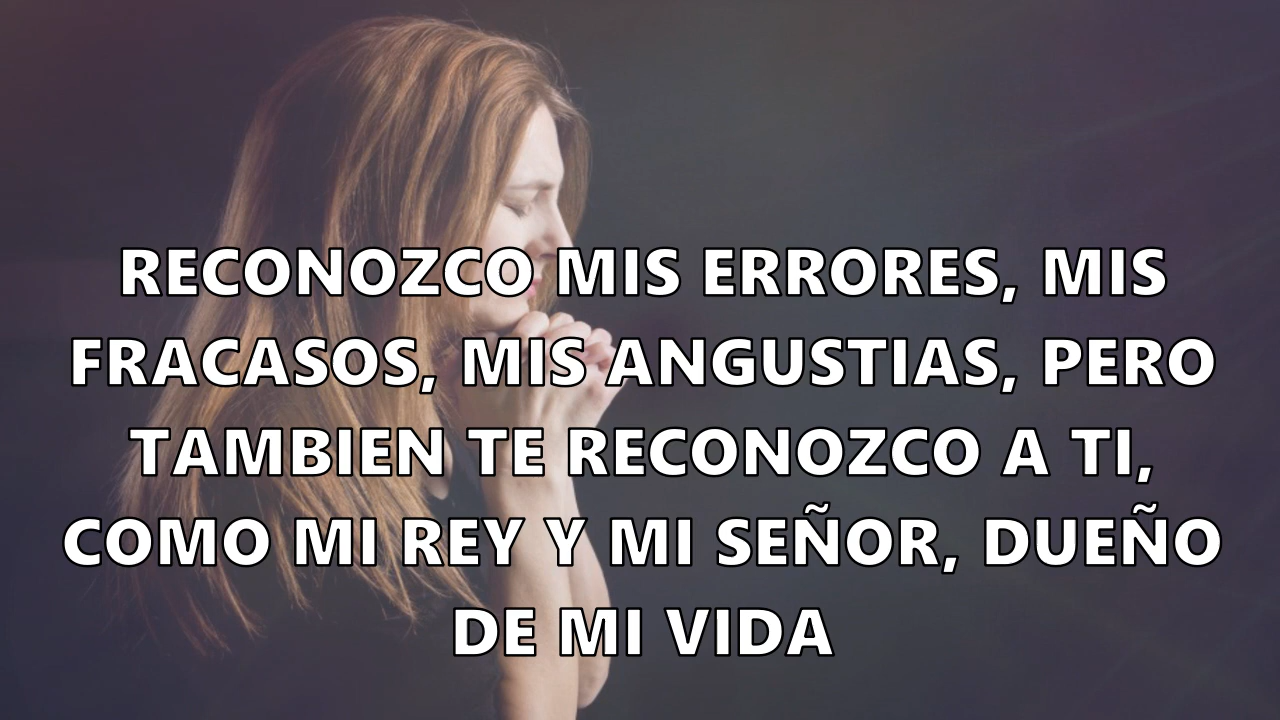 RECONOZCO MIS ERRORES, MIS
FRACASOS, MIS ANGUSTIAS, PERO
TAMBIEN TE RECONOZCO A TI,
COMO MI REY Y MI SEÑOR, DUEÑO
DE MI VIDA